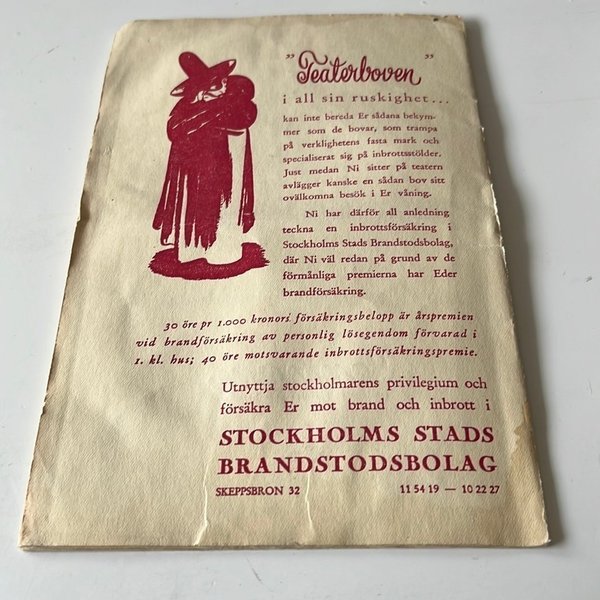 "Teaterboven"
i all sin ruskighet...
kan inte bereda Er sådana bekym-
mer som de bovar, som trampa
på verklighetens fasta mark och
specialiserat sig på inbrottsstölder.
Just medan Ni sitter på teatern
avlägger kanske en sådan bov sitt
ovälkomna besök i Er våning.
Ni har därför all anledning
teckna en inbrottsförsäkring i
Stockholms Stads Brandstodsbolag,
där Ni väl redan på grund av de
förmånliga premierna har Eder
brandförsäkring.
30 öre pr 1.000 kronors försäkringsbelopp är årspremien
vid brandförsäkring av personlig lösegendom förvarad i
1. kl. hus; 40 öre motsvarande inbrottsförsäkringspremie.
Utnyttja stockholmarens privilegium och
försäkra Er mot brand och inbrott i
STOCKHOLMS STADS
BRANDSTODSBOLAG
SKEPPSBRON 32 11 54 19 — 10 22 27